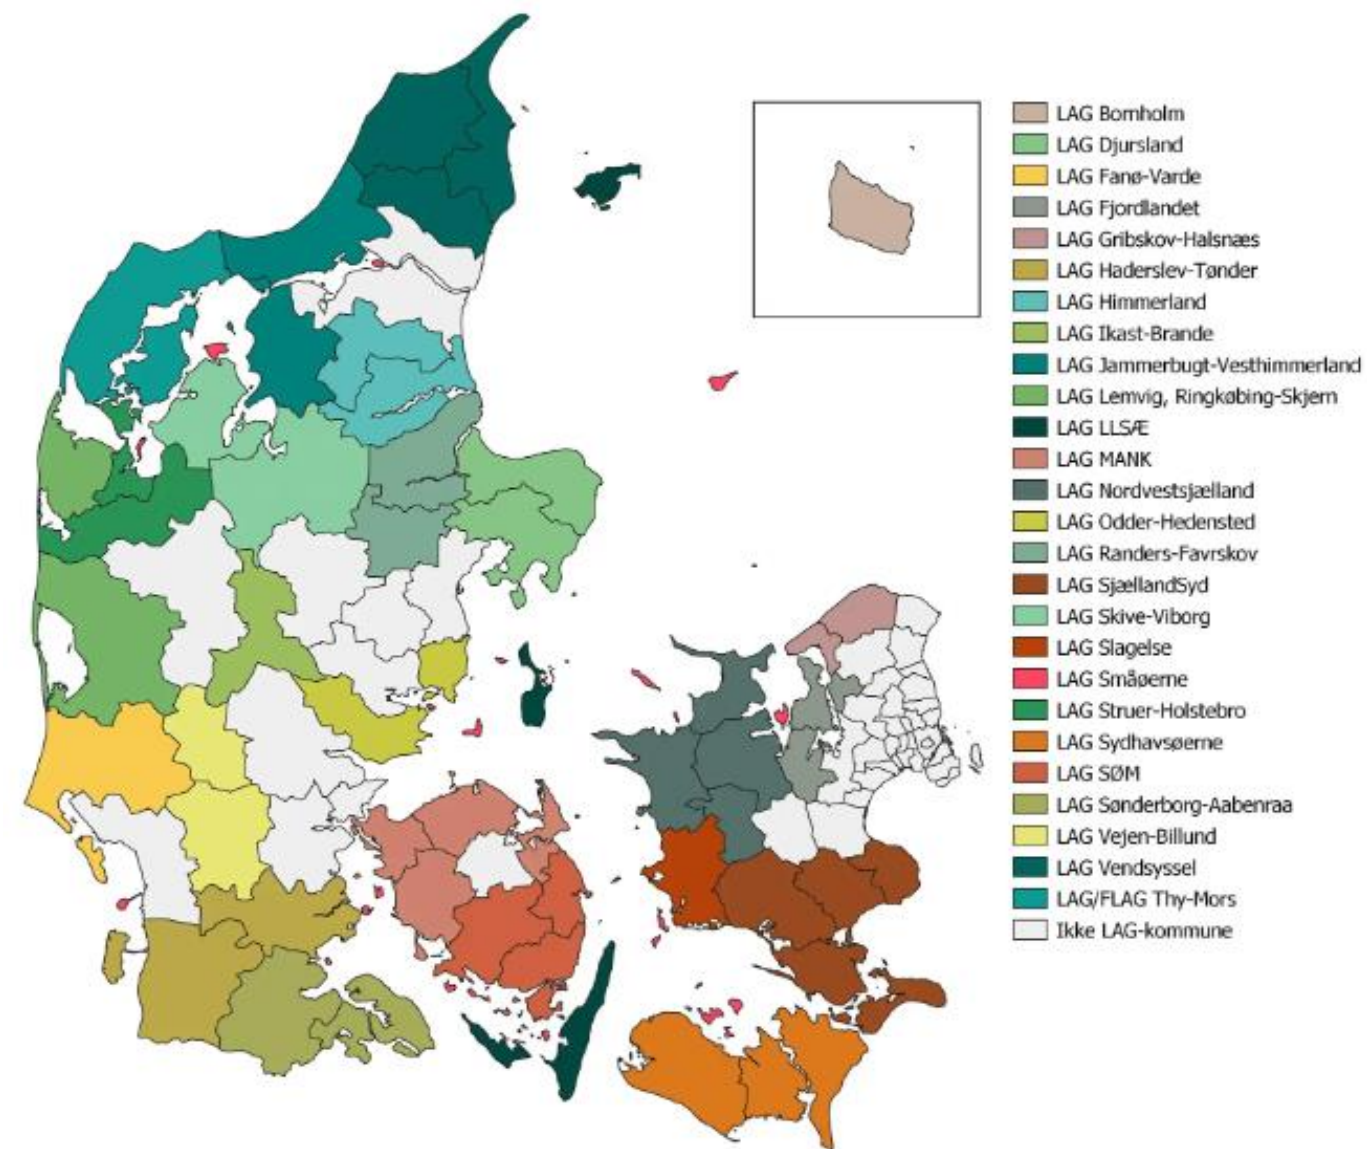 LAG Bornholm
LAG Djursland
LAG Fanø-Varde
LAG Fjordlandet
LAG Gribskov-Halsnæs
LAG Haderslev-Tønder
LAG Himmerland
LAG Ikast-Brande
LAG Jammerbugt-Vesthimmerland
LAG Lemvig, Ringkøbing-Skjern
LAG LLSÆ
LAG MANK
LAG Nordvestsjælland
LAG Odder-Hedensted
LAG Randers-Favrskov
LAG SjællandSyd
LAG Skive-Viborg
LAG Slagelse
LAG Småøerne
LAG Struer-Holstebro
LAG Sydhavsøerne
LAG SØM
LAG Sønderborg-Aabenraa
LAG Vejen-Billund
LAG Vendsyssel
LAG/FLAG Thy-Mors
Ikke LAG-kommune